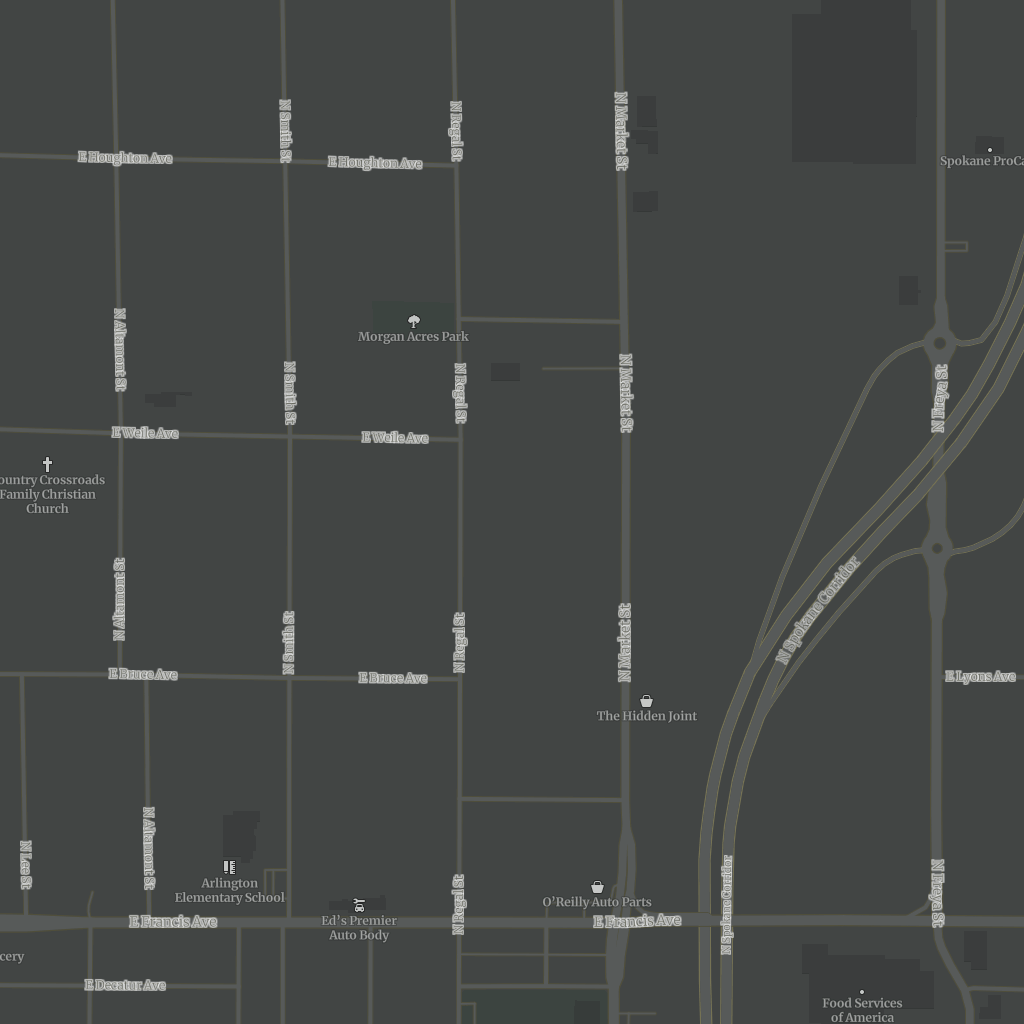 N Smith St
N Regal St
N Market St
E Houghton Ave
E Houghton Ave
Spokane ProCa
N Altamont St
Morgan Acres Park
N Smith St
N Regal St
N Market St
N Freya St
E Weile Ave
E Weile Ave
ountry Crossroads
Family Christian
Church
N Altamont St
N Smith St
N Regal St
N Market St
N Spokane Corridor
E Bruce Ave
E Bruce Ave
E Lyons Ave
The Hidden Joint
N Lee St
N Altamont St
Arlington
Elementary School
N Regal St
O'Reilly Auto Parts
N Spokane Corridor
N Freya St
E Francis Ave
Ed's Premier
Auto Body
E Francis Ave
cery
E Decatur Ave
Food Services
of America